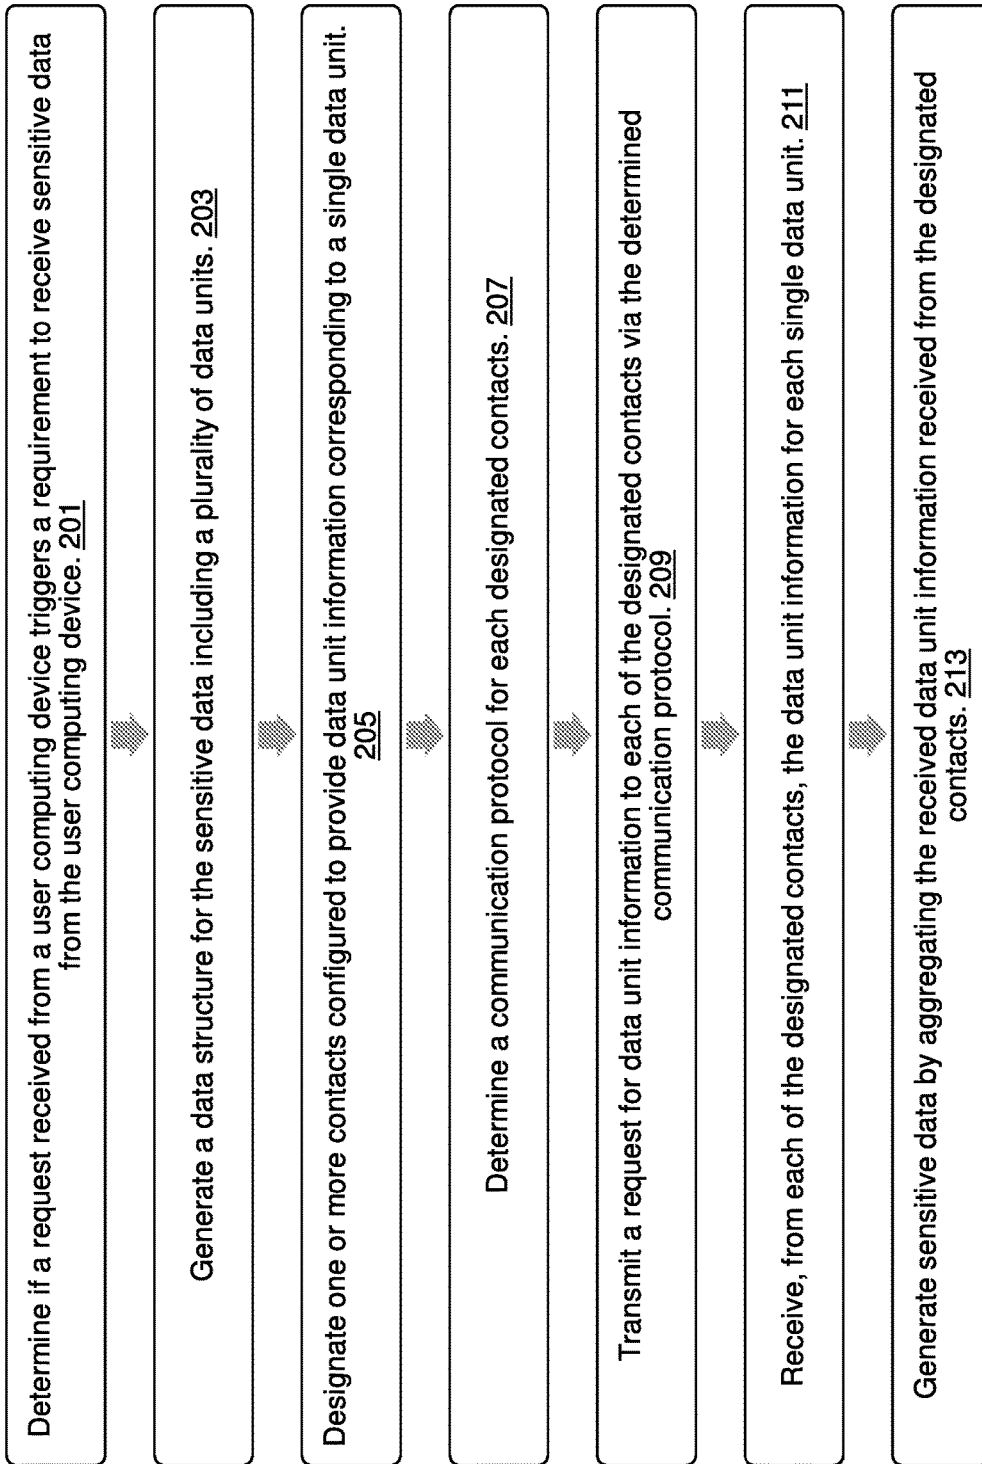 Determine if a request received from a user computing device triggers a requirement to receive sensitive data
from the user computing device. 201
Generate a data structure for the sensitive data including a plurality of data units. 203
Designate one or more contacts configured to provide data unit information corresponding to a single data unit.
205
Determine a communication protocol for each designated contacts. 207
Transmit a request for data unit information to each of the designated contacts via the determined
communication protocol. 209
Receive, from each of the designated contacts, the data unit information for each single data unit. 211
Generate sensitive data by aggregating the received data unit information received from the designated
contacts. 213